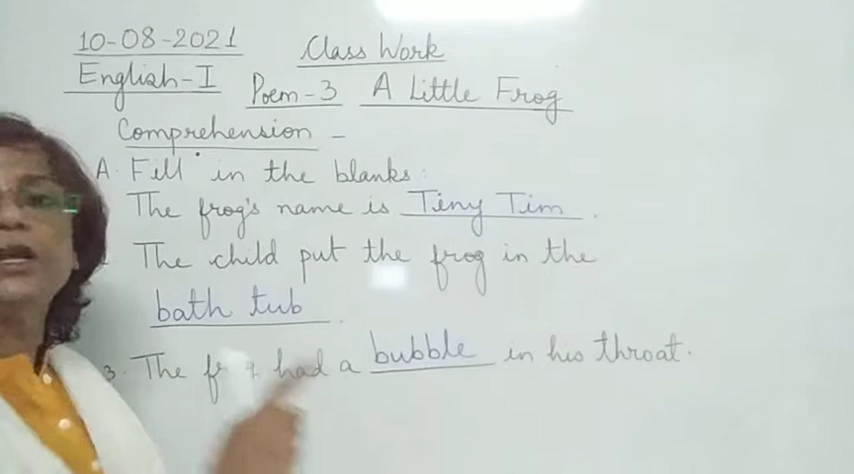 10-08-2021 Class Work
English-I Poem-3 A Little Frog
Comprehension -
A. Fill in the blanks:
The frog's name is Tiny Tim.
The child put the frog in the
bath tub.
3. The had a bubble in his throat.